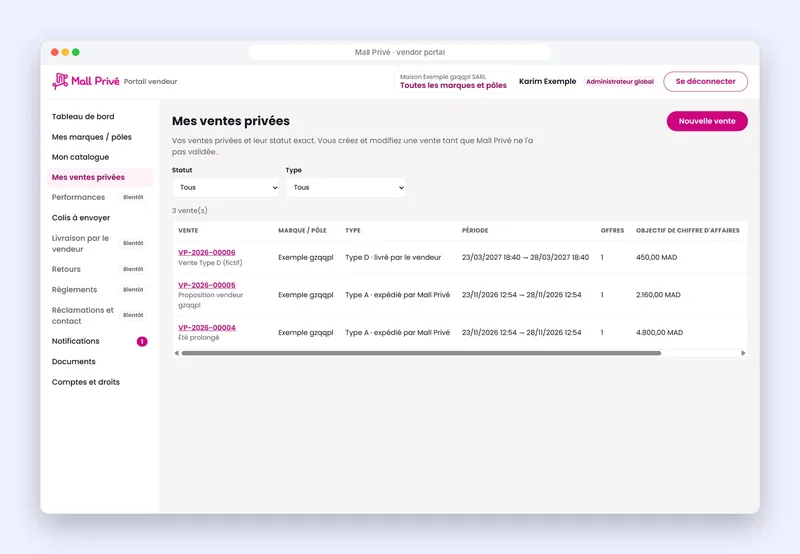 Mall Privé · vendor portal
Mall Privé Portail vendeur
Maison Exemple gzqqpl SARL
Toutes les marques et pôles
Karim Exemple
Administrateur global
Se déconnecter
Tableau de bord
Mes marques / pôles
Mon catalogue
Mes ventes privées
Performances Bientôt
Colis à envoyer
Livraison par le
vendeur
Bientôt
Retours Bientôt
Règlements Bientôt
Réclamations et
contact
Bientôt
Notifications 1
Documents
Comptes et droits
Mes ventes privées
Nouvelle vente
Vos ventes privées et leur statut exact. Vous créez et modifiez une vente tant que Mall Privé ne l'a
pas validée.
Statut Type
Tous Tous
3 vente(s)
VENTE MARQUE / PÔLE TYPE PÉRIODE OFFRES OBJECTIF DE CHIFFRE D'AFFAIRES
VP-2026-00006
Vente Type D (fictif)
Exemple gzqqpl Type D · livré par le vendeur 23/03/2027 18:40 → 28/03/2027 18:40 1 450,00 MAD
VP-2026-00005
Proposition vendeur
gzqqpl
Exemple gzqqpl Type A · expédié par Mall Privé 23/11/2026 12:54 → 28/11/2026 12:54 1 2.160,00 MAD
VP-2026-00004
Été prolongé
Exemple gzqqpl Type A · expédié par Mall Privé 23/11/2026 12:54 → 28/11/2026 12:54 1 4.800,00 MAD